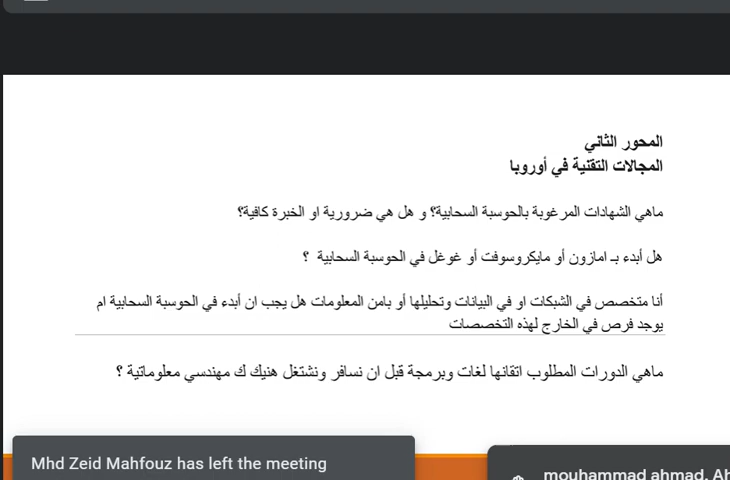 المحور الثاني
المجالات التقنية في أوروبا
ماهي الشهادات المرغوبة بالحوسبة السحابية؟ و هل هي ضرورية او الخبرة كافية؟
هل أبدء بـ امازون أو مايكروسوفت أو غوغل في الحوسبة السحابية ؟
أنا متخصص في الشبكات او في البيانات وتحليلها أو بامن المعلومات هل يجب ان أبدء في الحوسبة السحابية ام
يوجد فرص في الخارج لهذه التخصصات
ماهي الدورات المطلوب اتقانها لغات وبرمجة قبل ان نسافر ونشتغل هنيك ك مهندسي معلوماتية ؟
Mhd Zeid Mahfouz has left the meeting
mouhammad ahmad, Ah